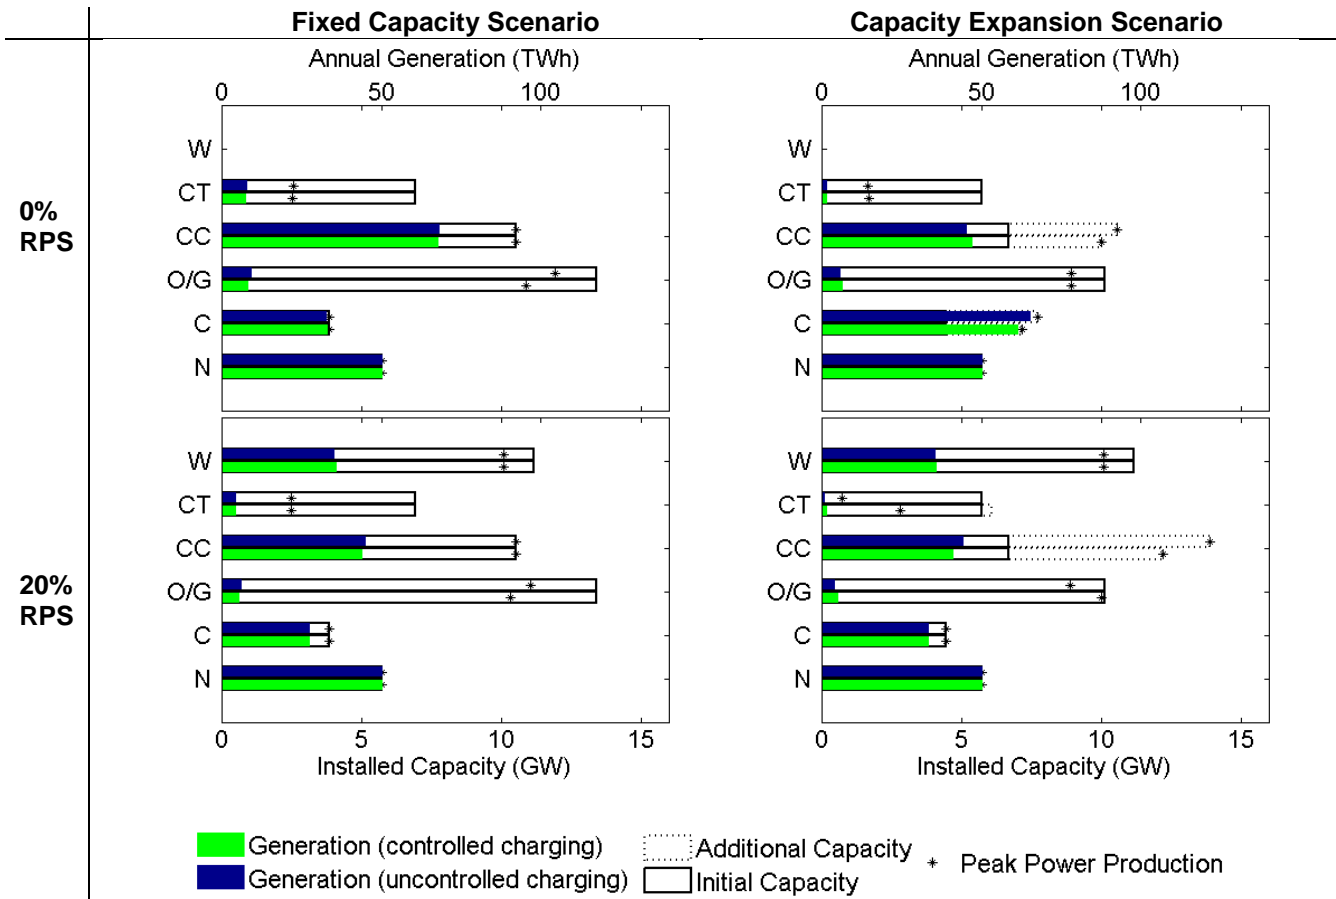 Fixed Capacity Scenario Capacity Expansion Scenario
Annual Generation (TWh) Annual Generation (TWh)
0 50 100 0 50 100
0% RPS
W W
CT CT
CC CC
O/G O/G
C C
N N
20% RPS
W W
CT CT
CC CC
O/G O/G
C C
N N
0 5 10 15 0 5 10 15
Installed Capacity (GW) Installed Capacity (GW)
Generation (controlled charging) Additional Capacity * Peak Power Production
Generation (uncontrolled charging) Initial Capacity